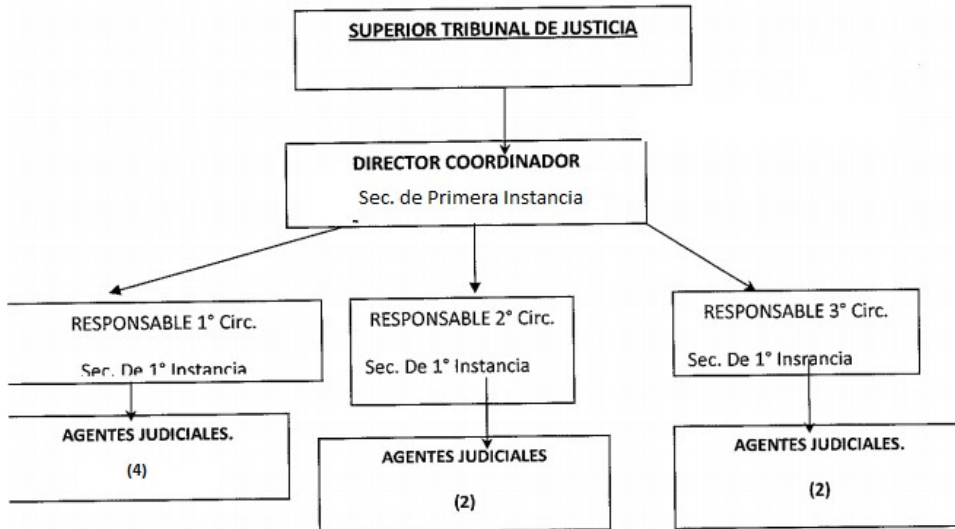 SUPERIOR TRIBUNAL DE JUSTICIA
DIRECTOR COORDINADOR
Sec. de Primera Instancia
RESPONSABLE 1° Circ.
Sec. De 1° Instancia
AGENTES JUDICIALES.
(4)
RESPONSABLE 2° Circ.
Sec. De 1° Instancia
AGENTES JUDICIALES
(2)
RESPONSABLE 3° Circ.
Sec. De 1° Insrancia
AGENTES JUDICIALES.
(2)